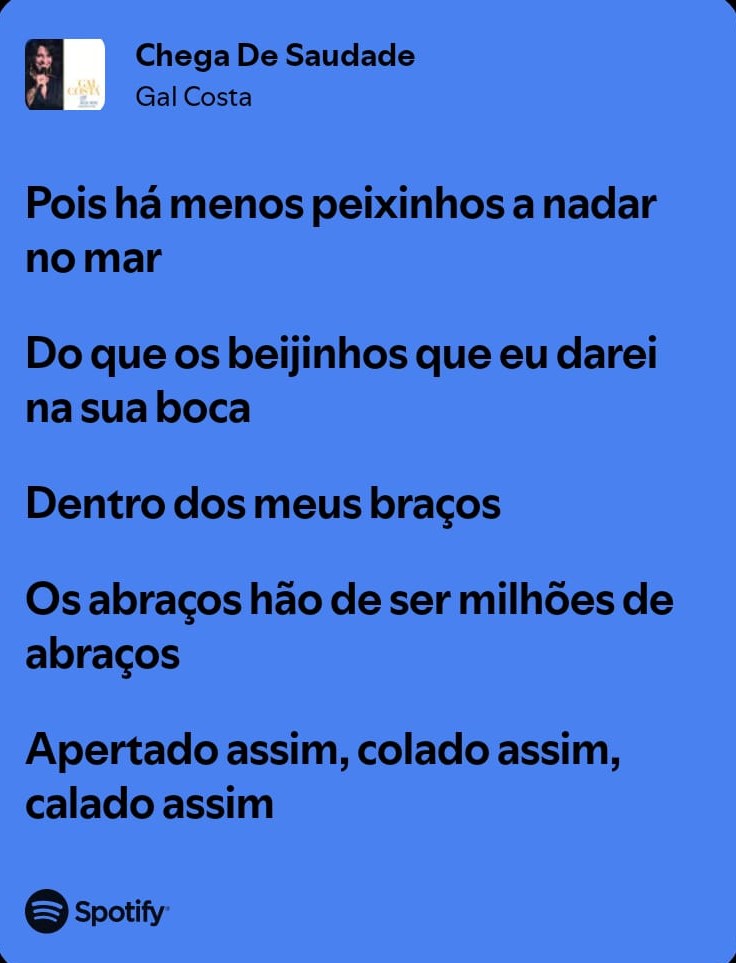 Chega De Saudade
Gal Costa
GAL
COSTA
Pois há menos peixinhos a nadar
no mar
Do que os beijinhos que eu darei
na sua boca
Dentro dos meus braços
Os abraços hão de ser milhões de
abraços
Apertado assim, colado assim,
calado assim
Spotify